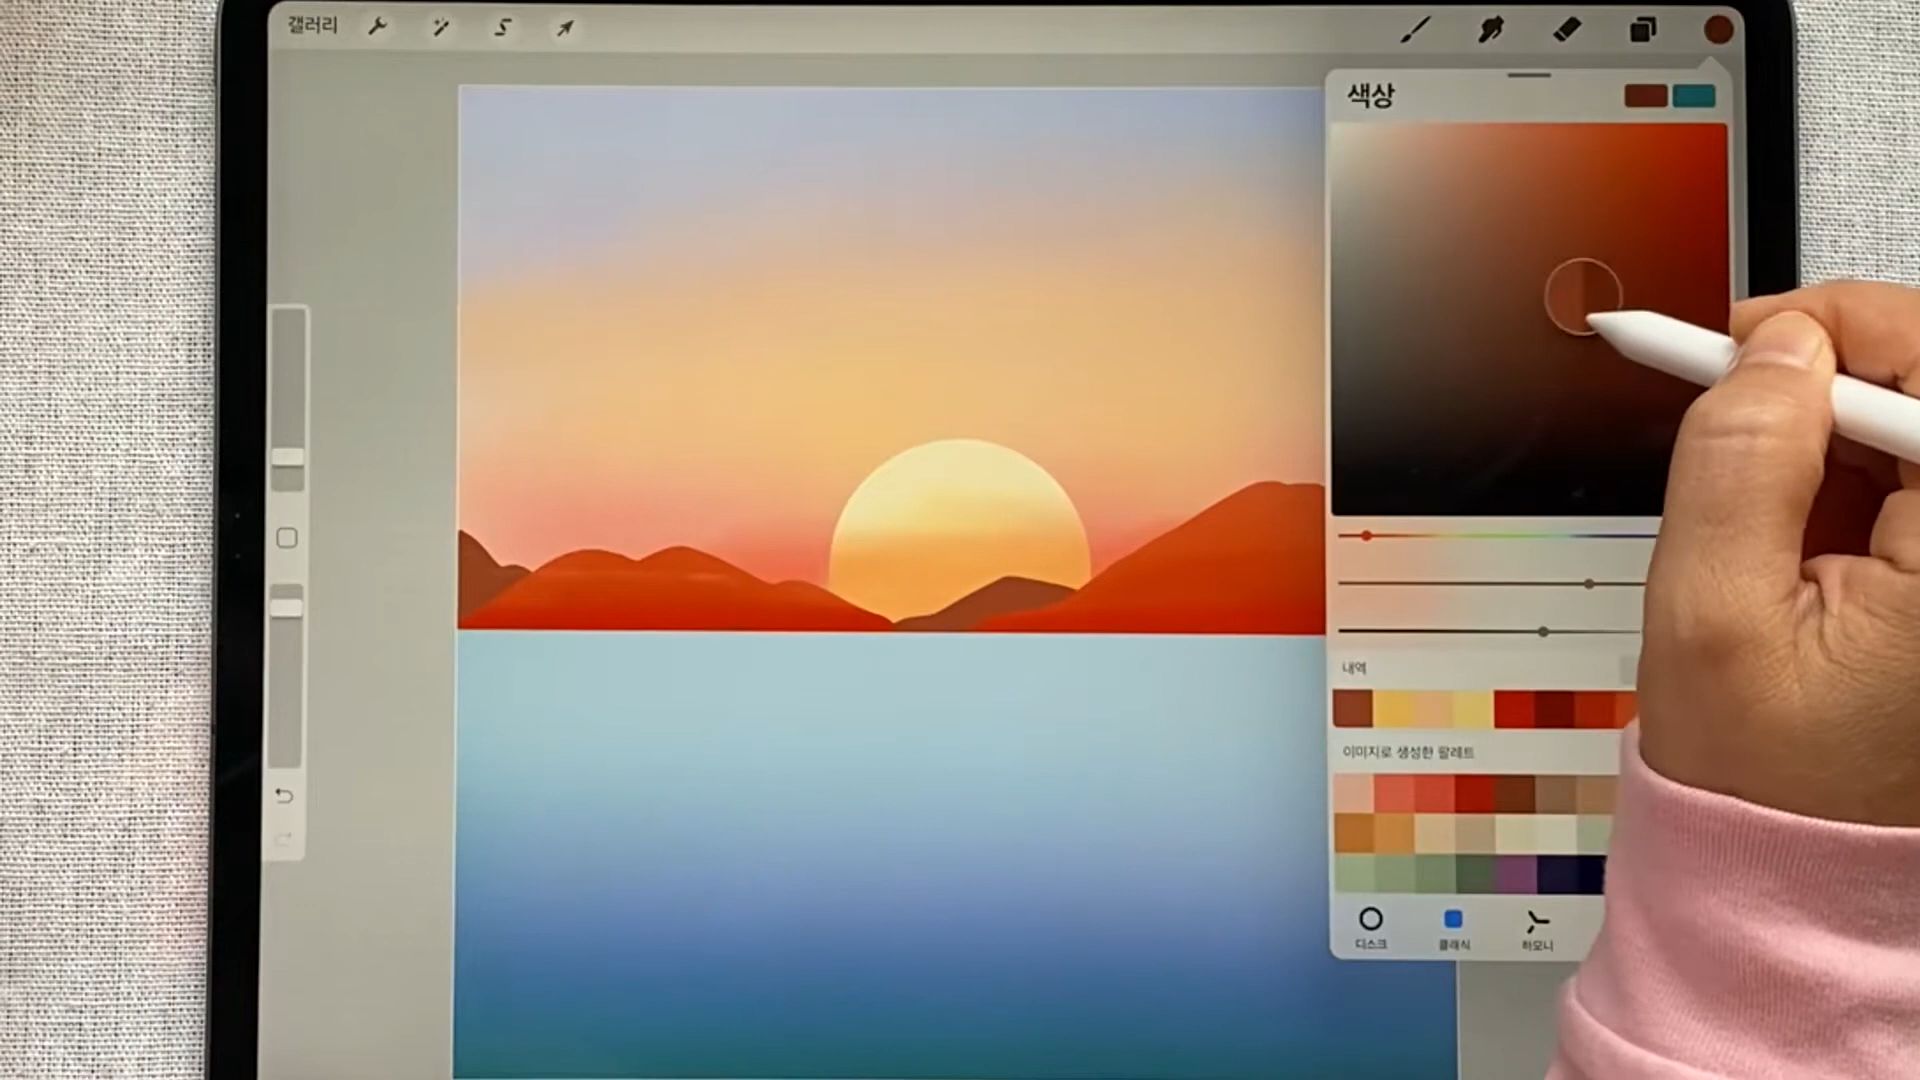 갤러리
색상
내역
이미지로 생성한 팔레트
디스크
클래식
하모니